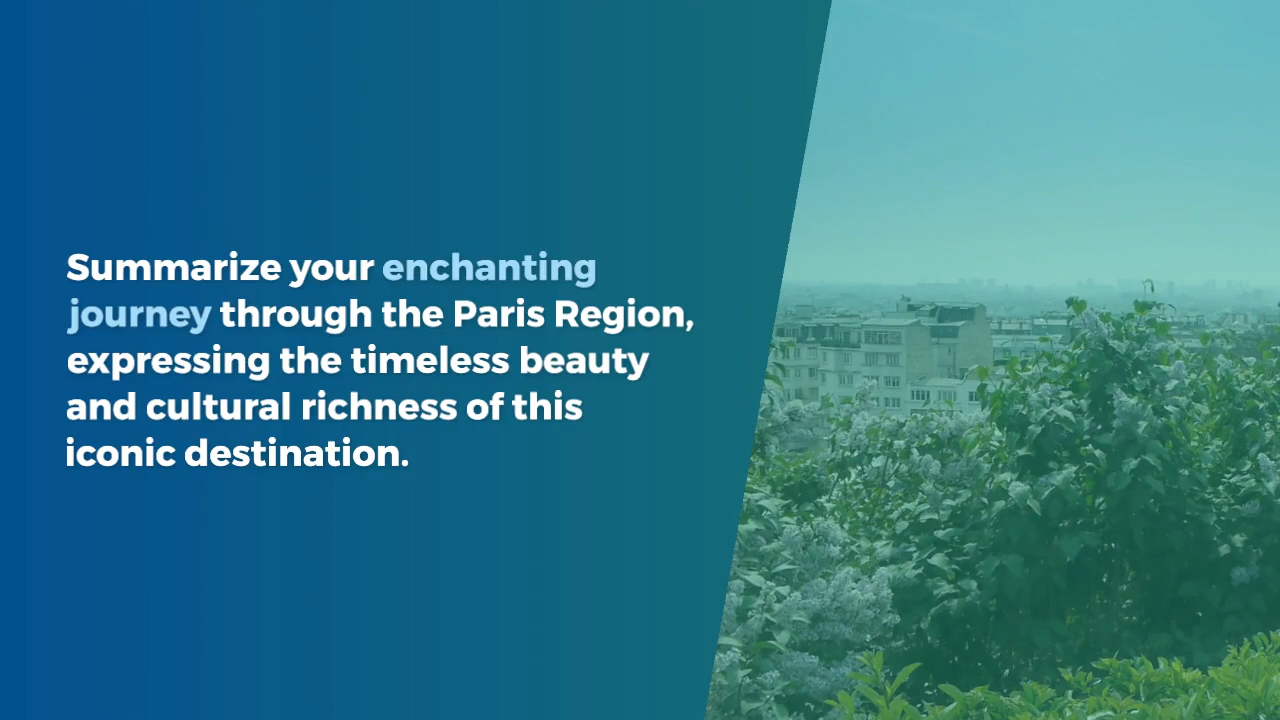 Summarize your enchanting
journey through the Paris Region,
expressing the timeless beauty
and cultural richness of this
iconic destination.